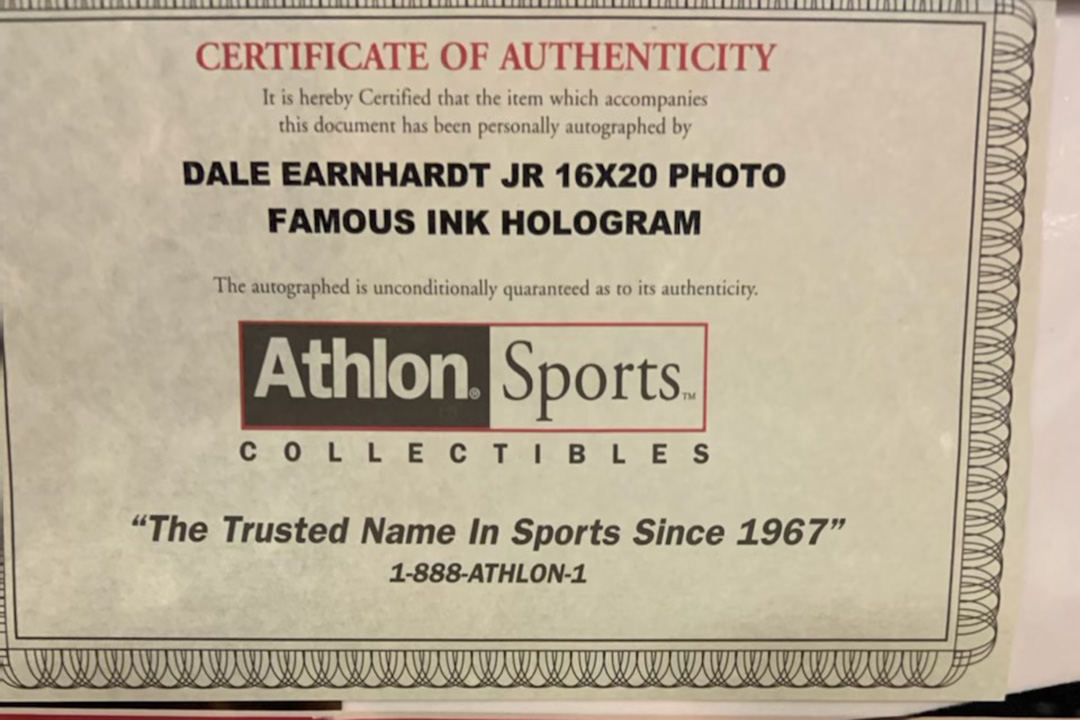 CERTIFICATE OF AUTHENTICITY
It is hereby Certified that the item which accompanies
this document has been personally autographed by
DALE EARNHARDT JR 16X20 PHOTO
FAMOUS INK HOLOGRAM
The autographed is unconditionally quaranteed as to its authenticity.
Athlon® Sports™
COLLECTIBLES
“The Trusted Name In Sports Since 1967”
1-888-ATHLON-1